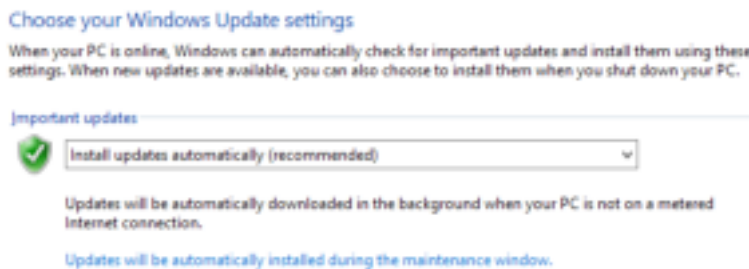 Choose your Windows Update settings
When your PC is online, Windows can automatically check for important updates and install them using these
settings. When new updates are available, you can also choose to install them when you shut down your PC.
Important updates
Install updates automatically (recommended)
Updates will be automatically downloaded in the background when your PC is not on a metered
Internet connection.
Updates will be automatically installed during the maintenance window.